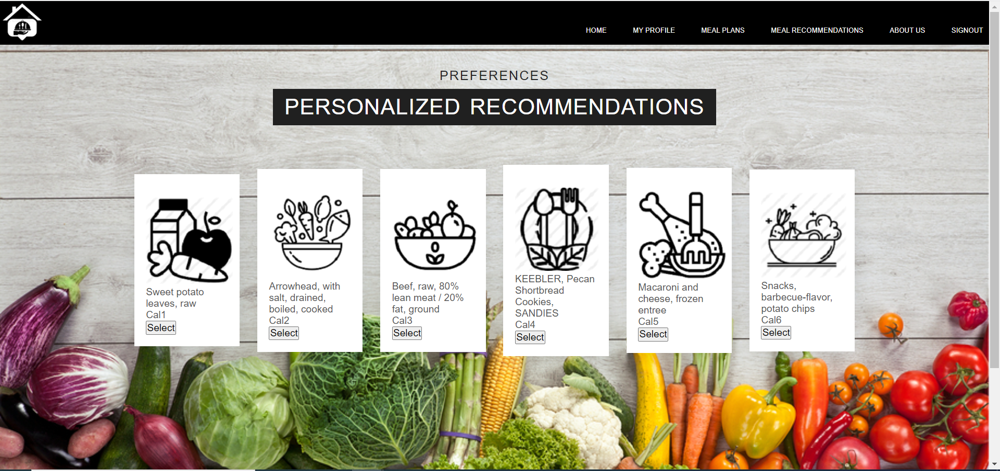 HOME MY PROFILE MEAL PLANS MEAL RECOMMENDATIONS ABOUT US SIGNOUT
PREFERENCES
PERSONALIZED RECOMMENDATIONS
Sweet potato
leaves, raw
Cal1
Select
Arrowhead, with
salt, drained,
boiled, cooked
Cal2
Select
Beef, raw, 80%
lean meat / 20%
fat, ground
Cal3
Select
KEEBLER, Pecan
Shortbread
Cookies,
SANDIES
Cal4
Select
Macaroni and
cheese, frozen
entree
Cal5
Select
Snacks,
barbecue-flavor,
potato chips
Cal6
Select